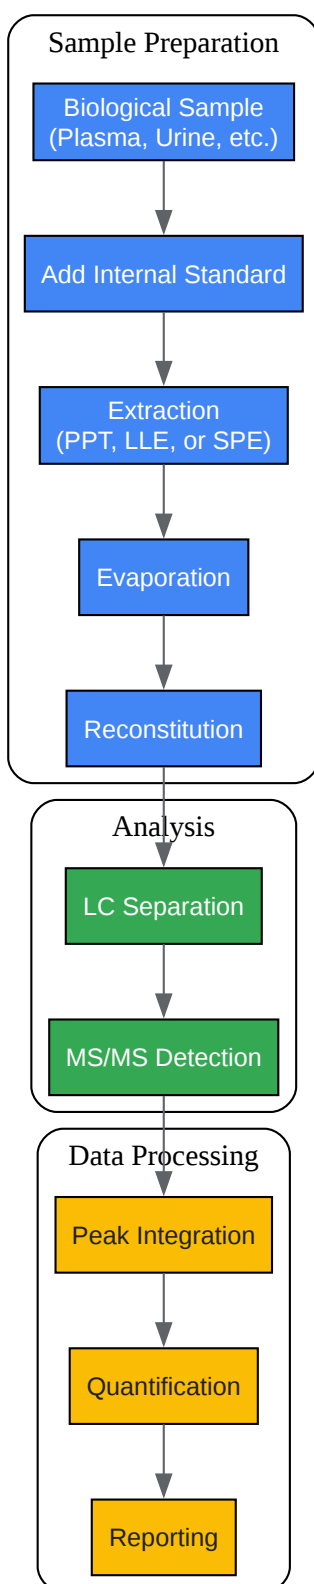 Sample Preparation
Biological Sample
(Plasma, Urine, etc.)
Add Internal Standard
Extraction
(PPT, LLE, or SPE)
Evaporation
Reconstitution
Analysis
LC Separation
MS/MS Detection
Data Processing
Peak Integration
Quantification
Reporting